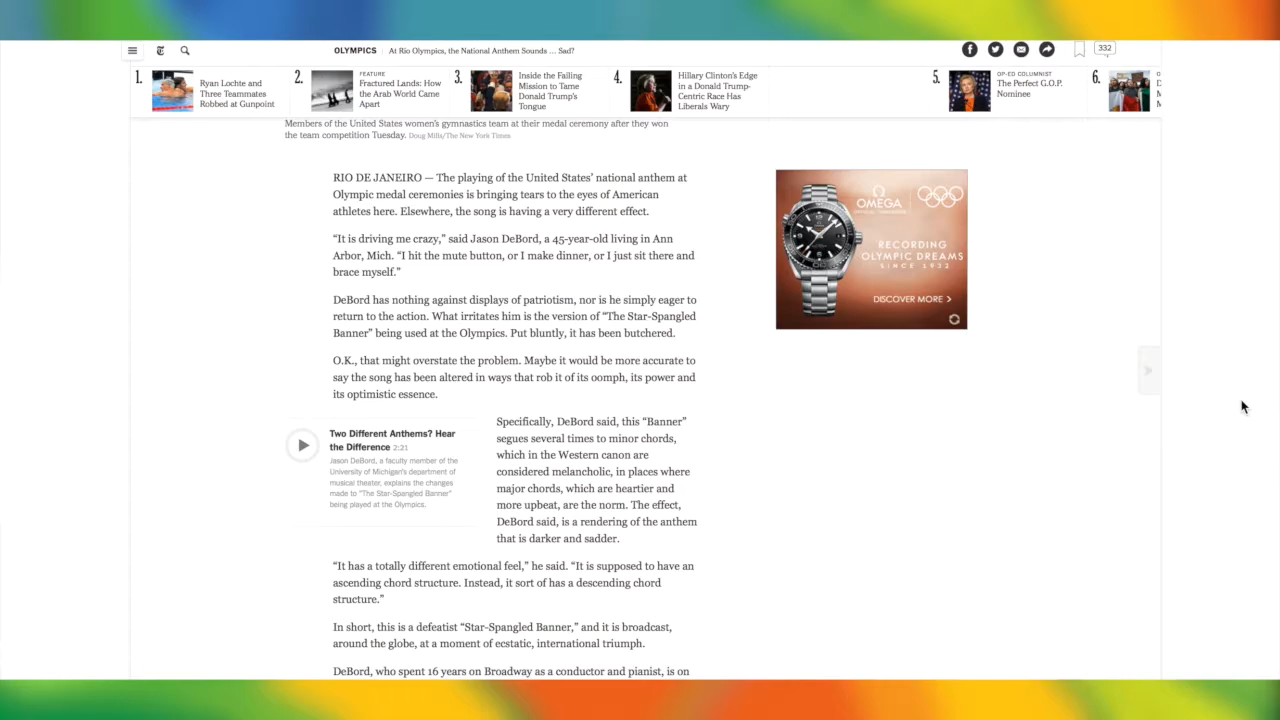 OLYMPICS | At Rio Olympics, the National Anthem Sounds … Sad?
332
1.
Ryan Lochte and
Three Teammates
Robbed at Gunpoint
2.
FEATURE
Fractured Lands: How
the Arab World Came
Apart
3.
Inside the Failing
Mission to Tame
Donald Trump's
Tongue
4.
Hillary Clinton's Edge
in a Donald Trump-
Centric Race Has
Liberals Wary
5.
OP-ED COLUMNIST
The Perfect G.O.P.
Nominee
6.
Members of the United States women's gymnastics team at their medal ceremony after they won
the team competition Tuesday. Doug Mills/The New York Times
RIO DE JANEIRO — The playing of the United States' national anthem at
Olympic medal ceremonies is bringing tears to the eyes of American
athletes here. Elsewhere, the song is having a very different effect.
“It is driving me crazy,” said Jason DeBord, a 45-year-old living in Ann
Arbor, Mich. “I hit the mute button, or I make dinner, or I just sit there and
brace myself.”
DeBord has nothing against displays of patriotism, nor is he simply eager to
return to the action. What irritates him is the version of “The Star-Spangled
Banner” being used at the Olympics. Put bluntly, it has been butchered.
O.K., that might overstate the problem. Maybe it would be more accurate to
say the song has been altered in ways that rob it of its oomph, its power and
its optimistic essence.
Two Different Anthems? Hear
the Difference 2:21
Jason DeBord, a faculty member of the
University of Michigan's department of
musical theater, explains the changes
made to "The Star-Spangled Banner"
being played at the Olympics.
Specifically, DeBord said, this “Banner”
segues several times to minor chords,
which in the Western canon are
considered melancholic, in places where
major chords, which are heartier and
more upbeat, are the norm. The effect,
DeBord said, is a rendering of the anthem
that is darker and sadder.
“It has a totally different emotional feel,” he said. “It is supposed to have an
ascending chord structure. Instead, it sort of has a descending chord
structure.”
In short, this is a defeatist “Star-Spangled Banner,” and it is broadcast,
around the globe, at a moment of ecstatic, international triumph.
DeBord, who spent 16 years on Broadway as a conductor and pianist, is on
OMEGA
RECORDING
OLYMPIC DREAMS
SINCE 1932
DISCOVER MORE >